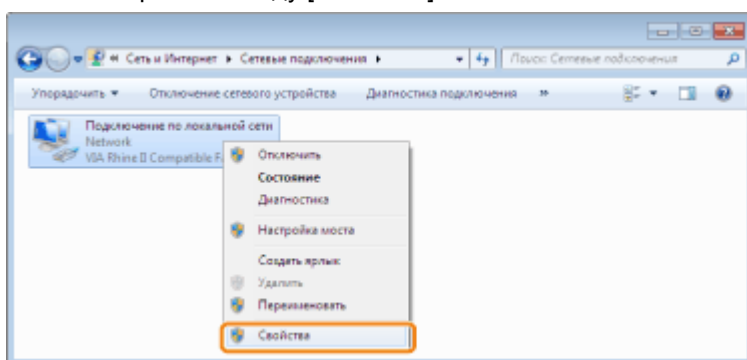 « Сеть и Интернет ▸ Сетевые подключения ▸
Поиск: Сетевые подключения
Упорядочить ▾ Отключение сетевого устройства Диагностика подключения »
Подключение по локальной сети
Network
VIA Rhine II Compatible F
Отключить
Состояние
Диагностика
Настройка моста
Создать ярлык
Удалить
Переименовать
Свойства